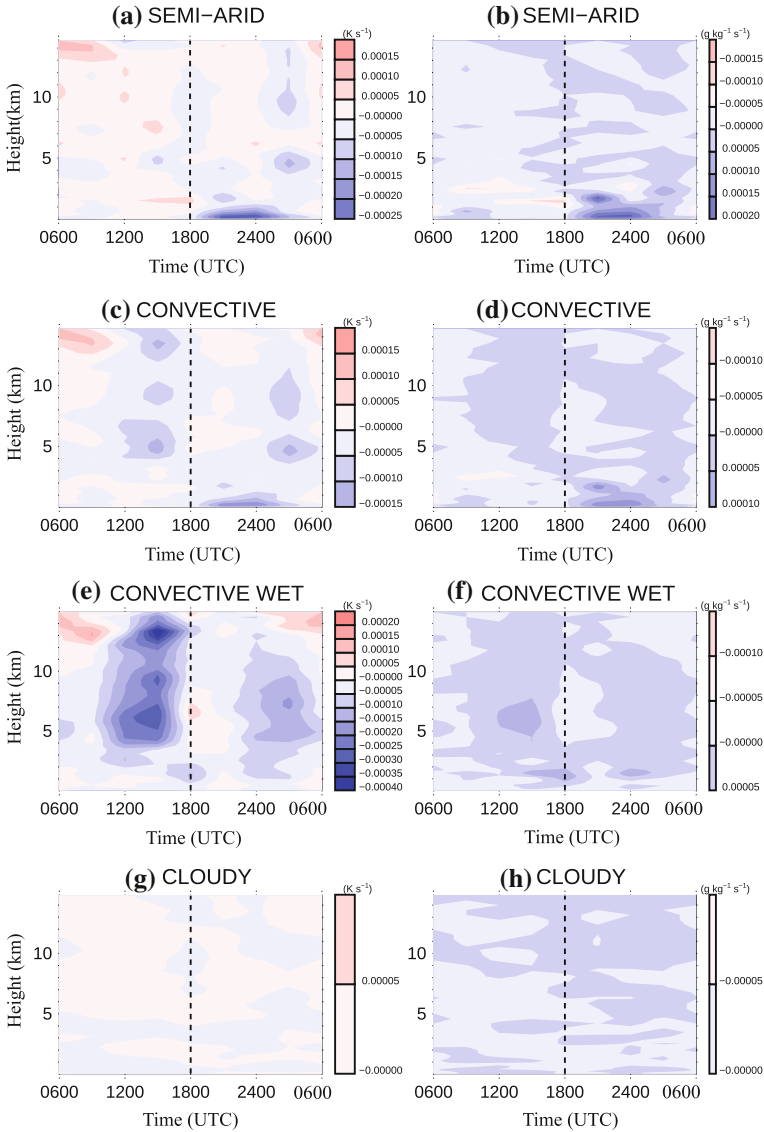 (a) SEMI−ARID
(K s⁻¹)
0.00015
0.00010
0.00005
−0.00000
−0.00005
−0.00010
−0.00015
−0.00020
−0.00025
Height(km)
10
5
0600 1200 1800 2400 0600
Time (UTC)
(b) SEMI−ARID
(g kg⁻¹ s⁻¹)
−0.00015
−0.00010
−0.00005
−0.00000
0.00005
0.00010
0.00015
0.00020
10
5
0600 1200 1800 2400 0600
Time (UTC)
(c) CONVECTIVE
(K s⁻¹)
0.00015
0.00010
0.00005
−0.00000
−0.00005
−0.00010
−0.00015
Height (km)
10
5
0600 1200 1800 2400 0600
Time (UTC)
(d) CONVECTIVE
(g kg⁻¹ s⁻¹)
−0.00010
−0.00005
−0.00000
0.00005
0.00010
10
5
0600 1200 1800 2400 0600
Time (UTC)
(e) CONVECTIVE WET
(K s⁻¹)
0.00020
0.00015
0.00010
0.00005
−0.00000
−0.00005
−0.00010
−0.00015
−0.00020
−0.00025
−0.00030
−0.00035
−0.00040
Height (km)
10
5
0600 1200 1800 2400 0600
Time (UTC)
(f) CONVECTIVE WET
(g kg⁻¹ s⁻¹)
−0.00010
−0.00005
−0.00000
0.00005
10
5
0600 1200 1800 2400 0600
Time (UTC)
(g) CLOUDY
(K s⁻¹)
0.00005
−0.00000
Height (km)
10
5
0600 1200 1800 2400 0600
Time (UTC)
(h) CLOUDY
(g kg⁻¹ s⁻¹)
−0.00005
−0.00000
10
5
0600 1200 1800 2400 0600
Time (UTC)